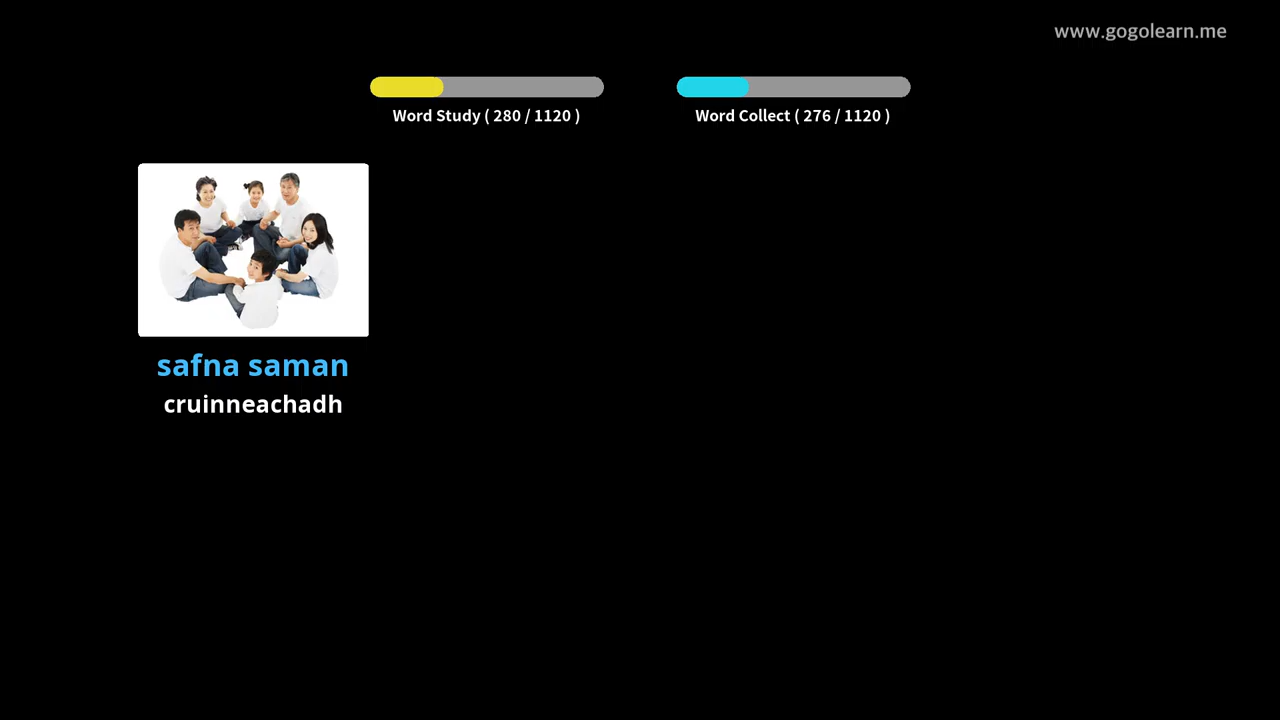 www.gogolearn.me
Word Study ( 280 / 1120 )
Word Collect ( 276 / 1120 )
safna saman
cruinneachadh